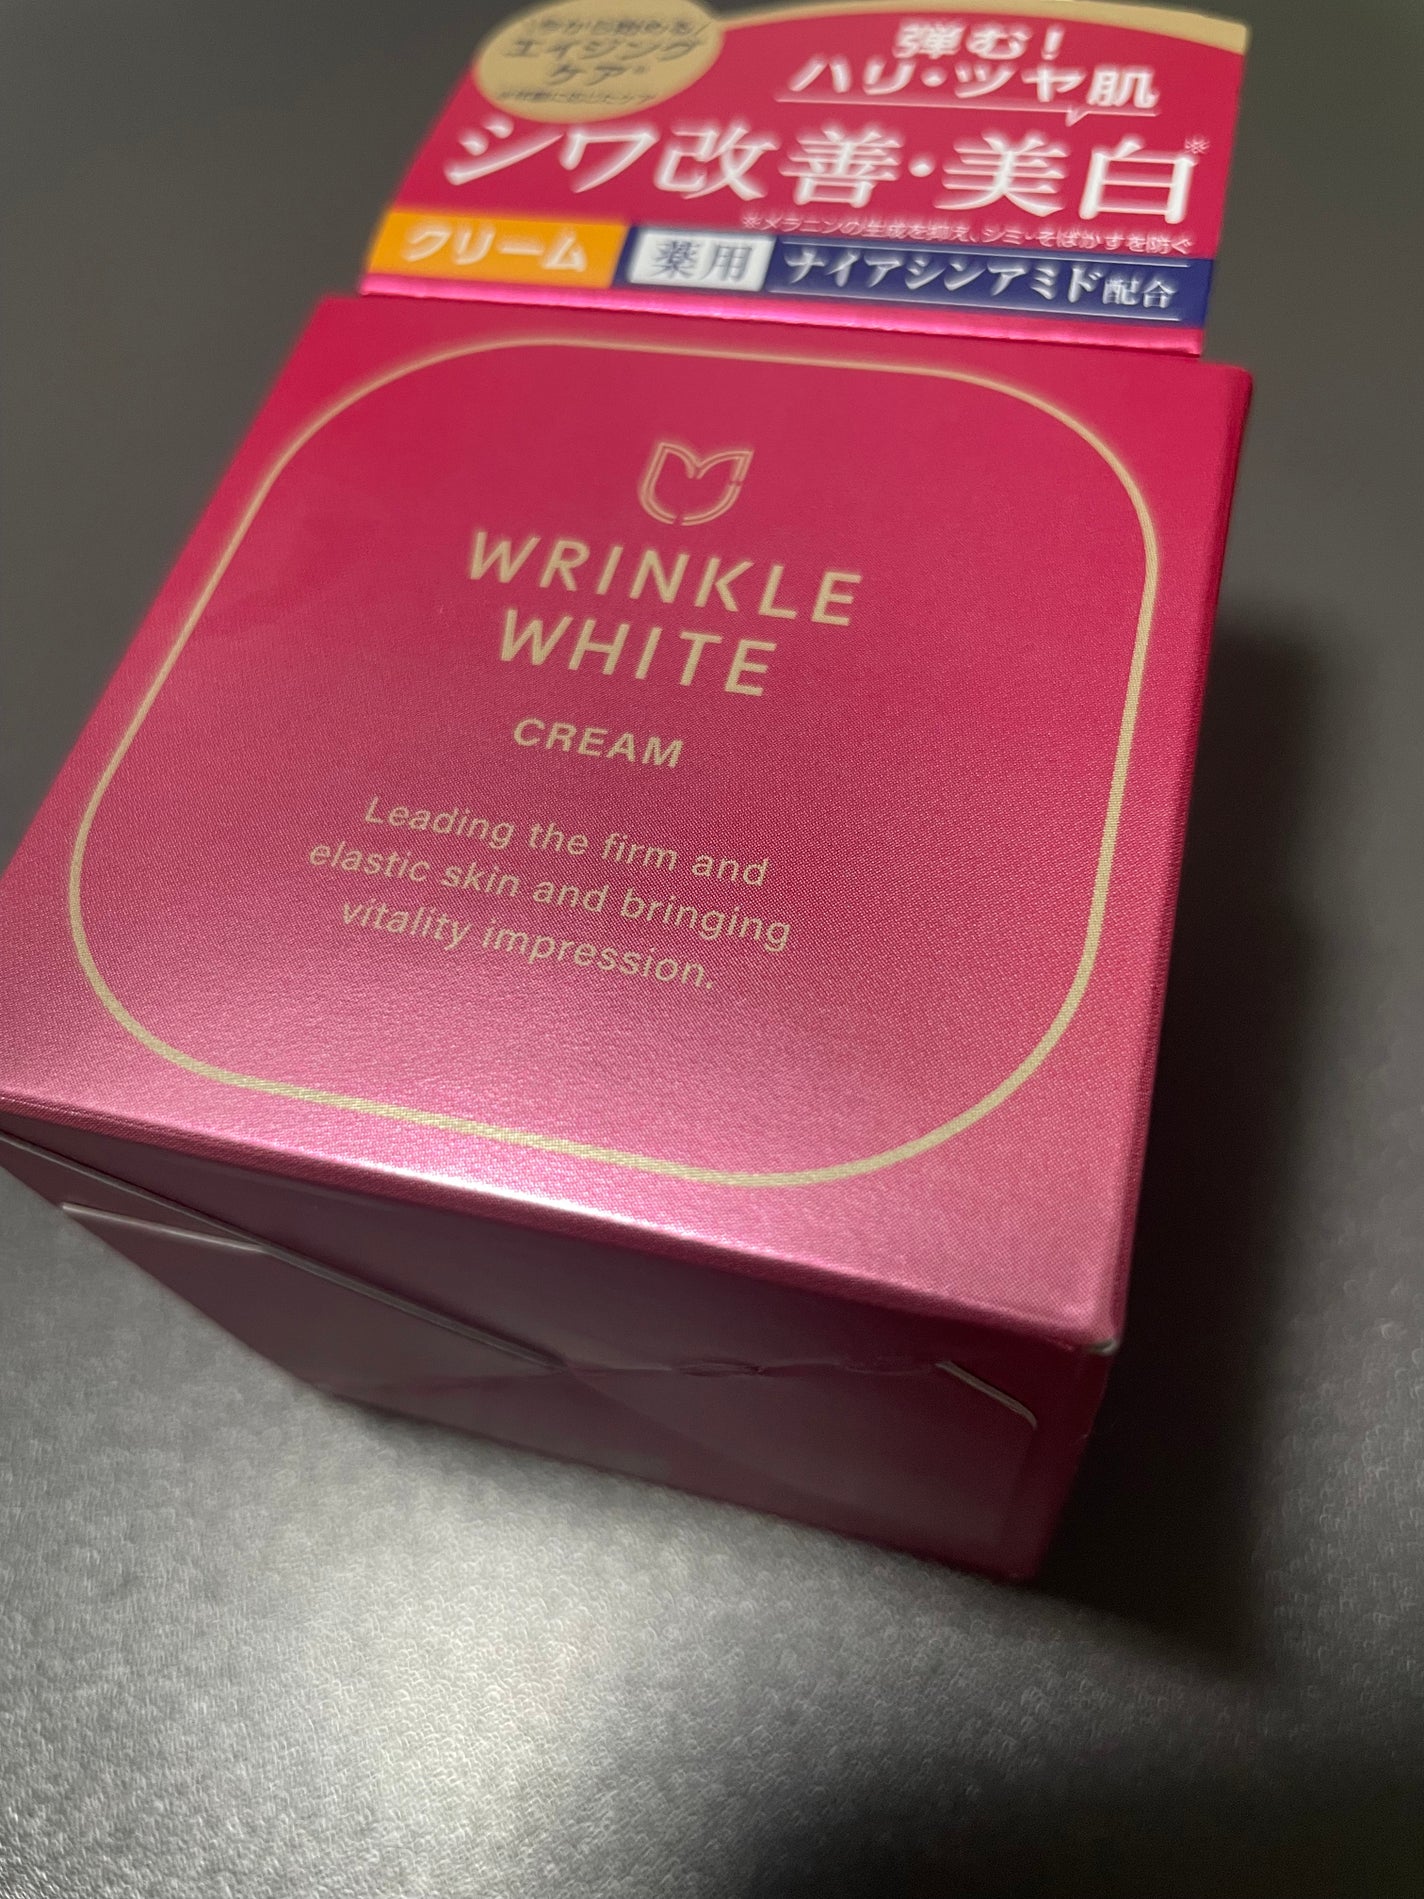 エイジング
ケア※
弾む!
ハリ・ツヤ肌
シワ改善・美白※
※メラニンの生成を抑え、シミ・そばかすを防ぐ
クリーム 薬用 ナイアシンアミド配合
WRINKLE
WHITE
CREAM
Leading the firm and
elastic skin and bringing
vitality impression.